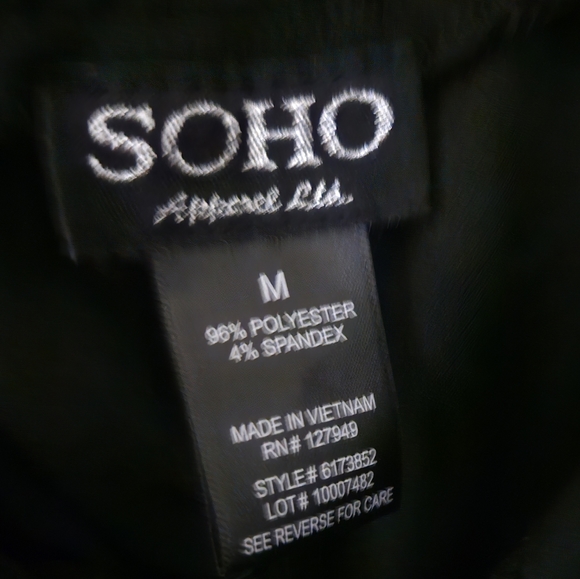 SOHO
Apparel Ltd.
M
96% POLYESTER
4% SPANDEX
MADE IN VIETNAM
RN# 127949
STYLE# 6173852
LOT# 10007482
SEE REVERSE FOR CARE